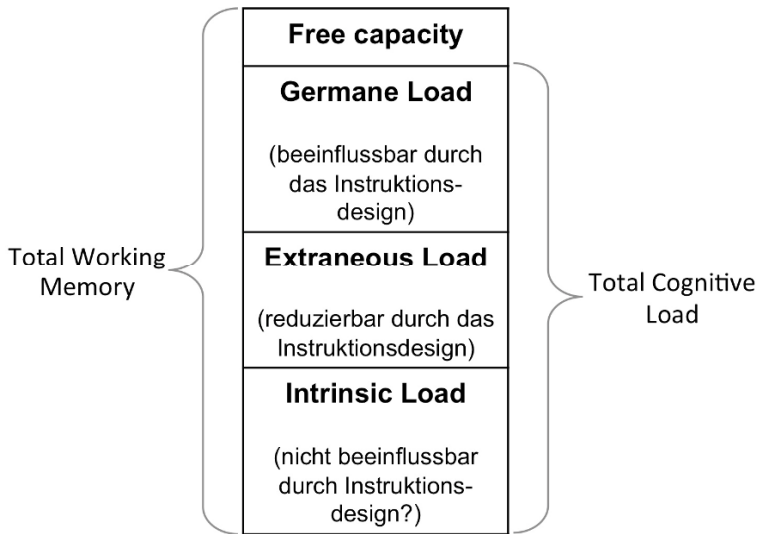 Free capacity
Germane Load
(beeinflussbar durch
das Instruktions-
design)
Total Working
Memory
Extraneous Load
(reduzierbar durch das
Instruktionsdesign)
Total Cognitive
Load
Intrinsic Load
(nicht beeinflussbar
durch Instruktions-
design?)